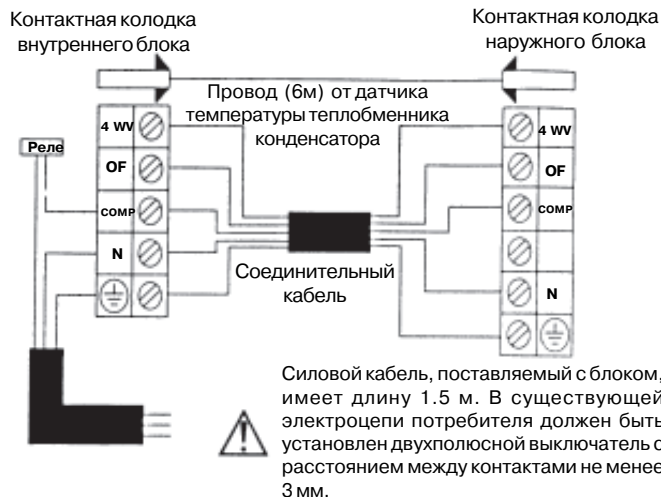 Контактная колодка
внутреннего блока
Контактная колодка
наружного блока
Провод (6м) от датчика
температуры теплобменника
конденсатора
Реле
4 WV
OF
COMP
N
4 WV
OF
COMP
N
Соединительный
кабель
Силовой кабель, поставляемый с блоком,
имеет длину 1.5 м. В существующей
электроцепи потребителя должен быть
установлен двухполюсной выключатель с
расстоянием между контактами не менее
3 мм.